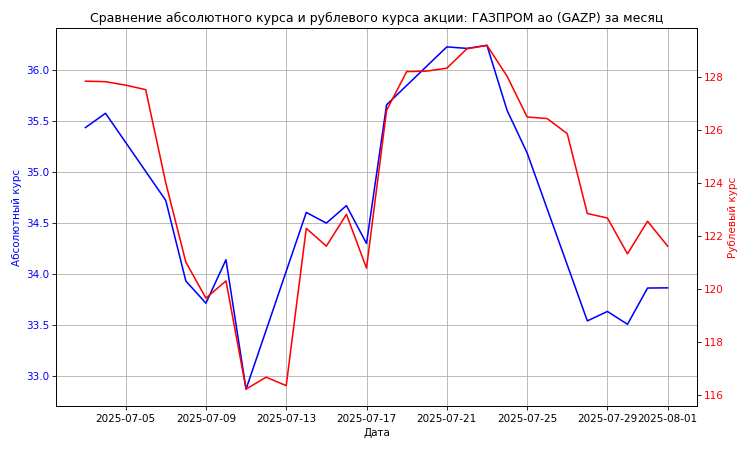 Сравнение абсолютного курса и рублевого курса акции: ГАЗПРОМ ао (GAZP) за месяц
Абсолютный курс
36.0
35.5
35.0
34.5
34.0
33.5
33.0
128
126
124
122
120
118
116
Рублевый курс
2025-07-05 2025-07-09 2025-07-13 2025-07-17 2025-07-21 2025-07-25 2025-07-29 2025-08-01
Дата